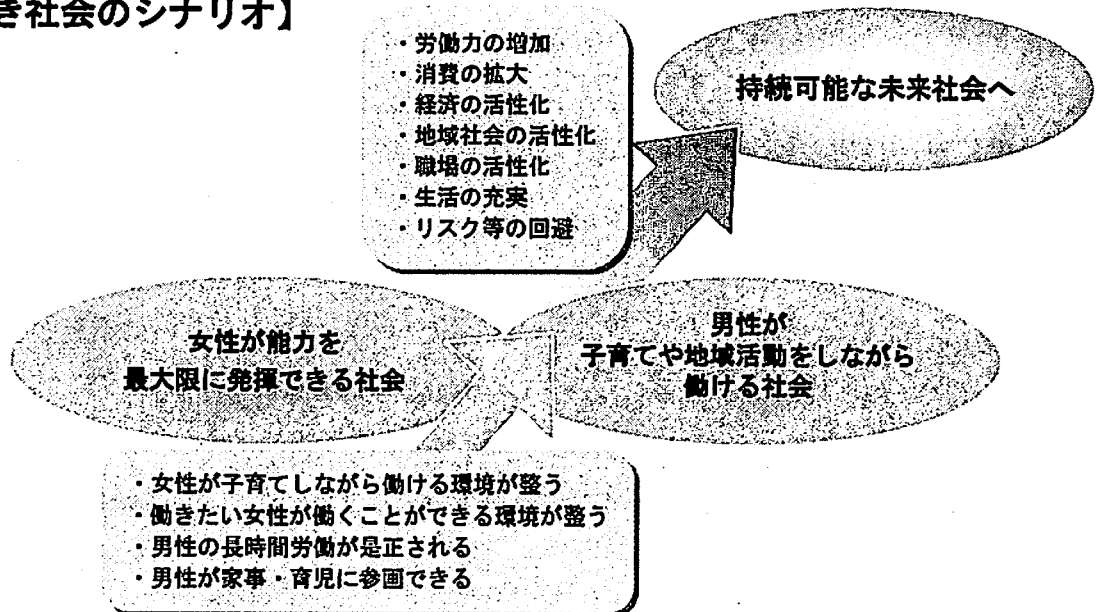 き社会のシナリオ】
・労働力の増加
・消費の拡大
・経済の活性化
・地域社会の活性化
・職場の活性化
・生活の充実
・リスク等の回避
持続可能な未来社会へ
女性が能力を
最大限に発揮できる社会
男性が
子育てや地域活動をしながら
働ける社会
・女性が子育てしながら働ける環境が整う
・働きたい女性が働くことができる環境が整う
・男性の長時間労働が是正される
・男性が家事・育児に参画できる